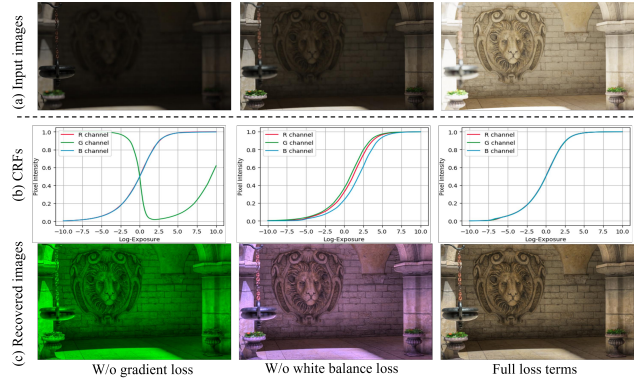 (a) Input images
(b) CRFs
Pixel Intensity
1.0
0.8
0.6
0.4
0.2
0.0
R channel
G channel
B channel
−10.0 −7.5 −5.0 −2.5 0.0 2.5 5.0 7.5 10.0
Log-Exposure
Pixel Intensity
1.0
0.8
0.6
0.4
0.2
0.0
R channel
G channel
B channel
−10.0 −7.5 −5.0 −2.5 0.0 2.5 5.0 7.5 10.0
Log-Exposure
Pixel Intensity
1.0
0.8
0.6
0.4
0.2
0.0
R channel
G channel
B channel
−10.0 −7.5 −5.0 −2.5 0.0 2.5 5.0 7.5 10.0
Log-Exposure
(c) Recovered images
W/o gradient loss
W/o white balance loss
Full loss terms